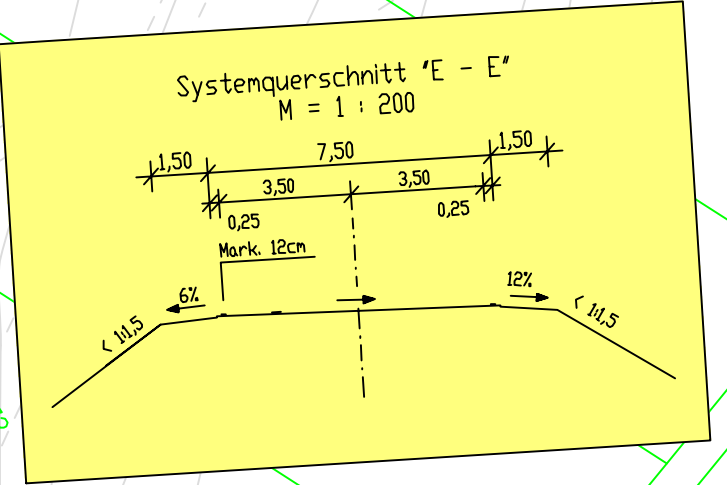 Systemquerschnitt "E - E"
M = 1 : 200
1,50 7,50 1,50
3,50 3,50
0,25 0,25
Mark. 12cm
6% 12%
< 1:1,5 < 1:1,5